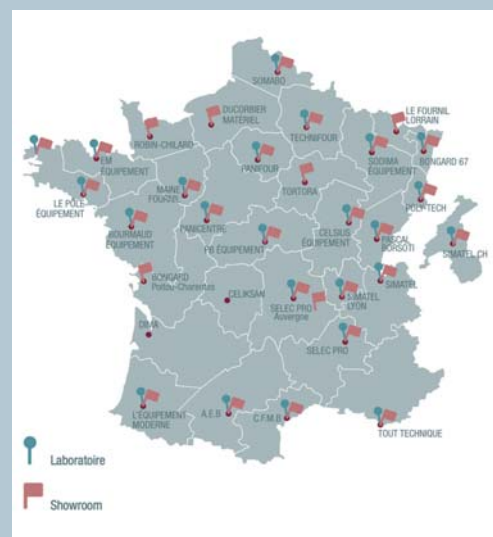 SOMABO
DUCORBIER
MATÉRIEL
LE FOURNIL
LORRAIN
ROBIN-CHILARD
TECHNIFOUR
SODIMA
ÉQUIPEMENT
BONGARD 67
EM
ÉQUIPEMENT
PANIFOUR
TORTORA
LE PÔLE
ÉQUIPEMENT
MAINE
FOURNIL
POLY-TECH
BOURMAUD
ÉQUIPEMENT
PANICENTRE
PB ÉQUIPEMENT
CELSIUS
ÉQUIPEMENT
PASCAL
BORSOTI
SIMATEL CH
BONGARD
Poitou-Charentes
CELIKSAN
SELEC PRO
Auvergne
SIMATEL
LYON
SIMATEL
DIMA
SELEC PRO
L'ÉQUIPEMENT
MODERNE
A.E.B
C.F.M.B
TOUT TECHNIQUE
Laboratoire
Showroom